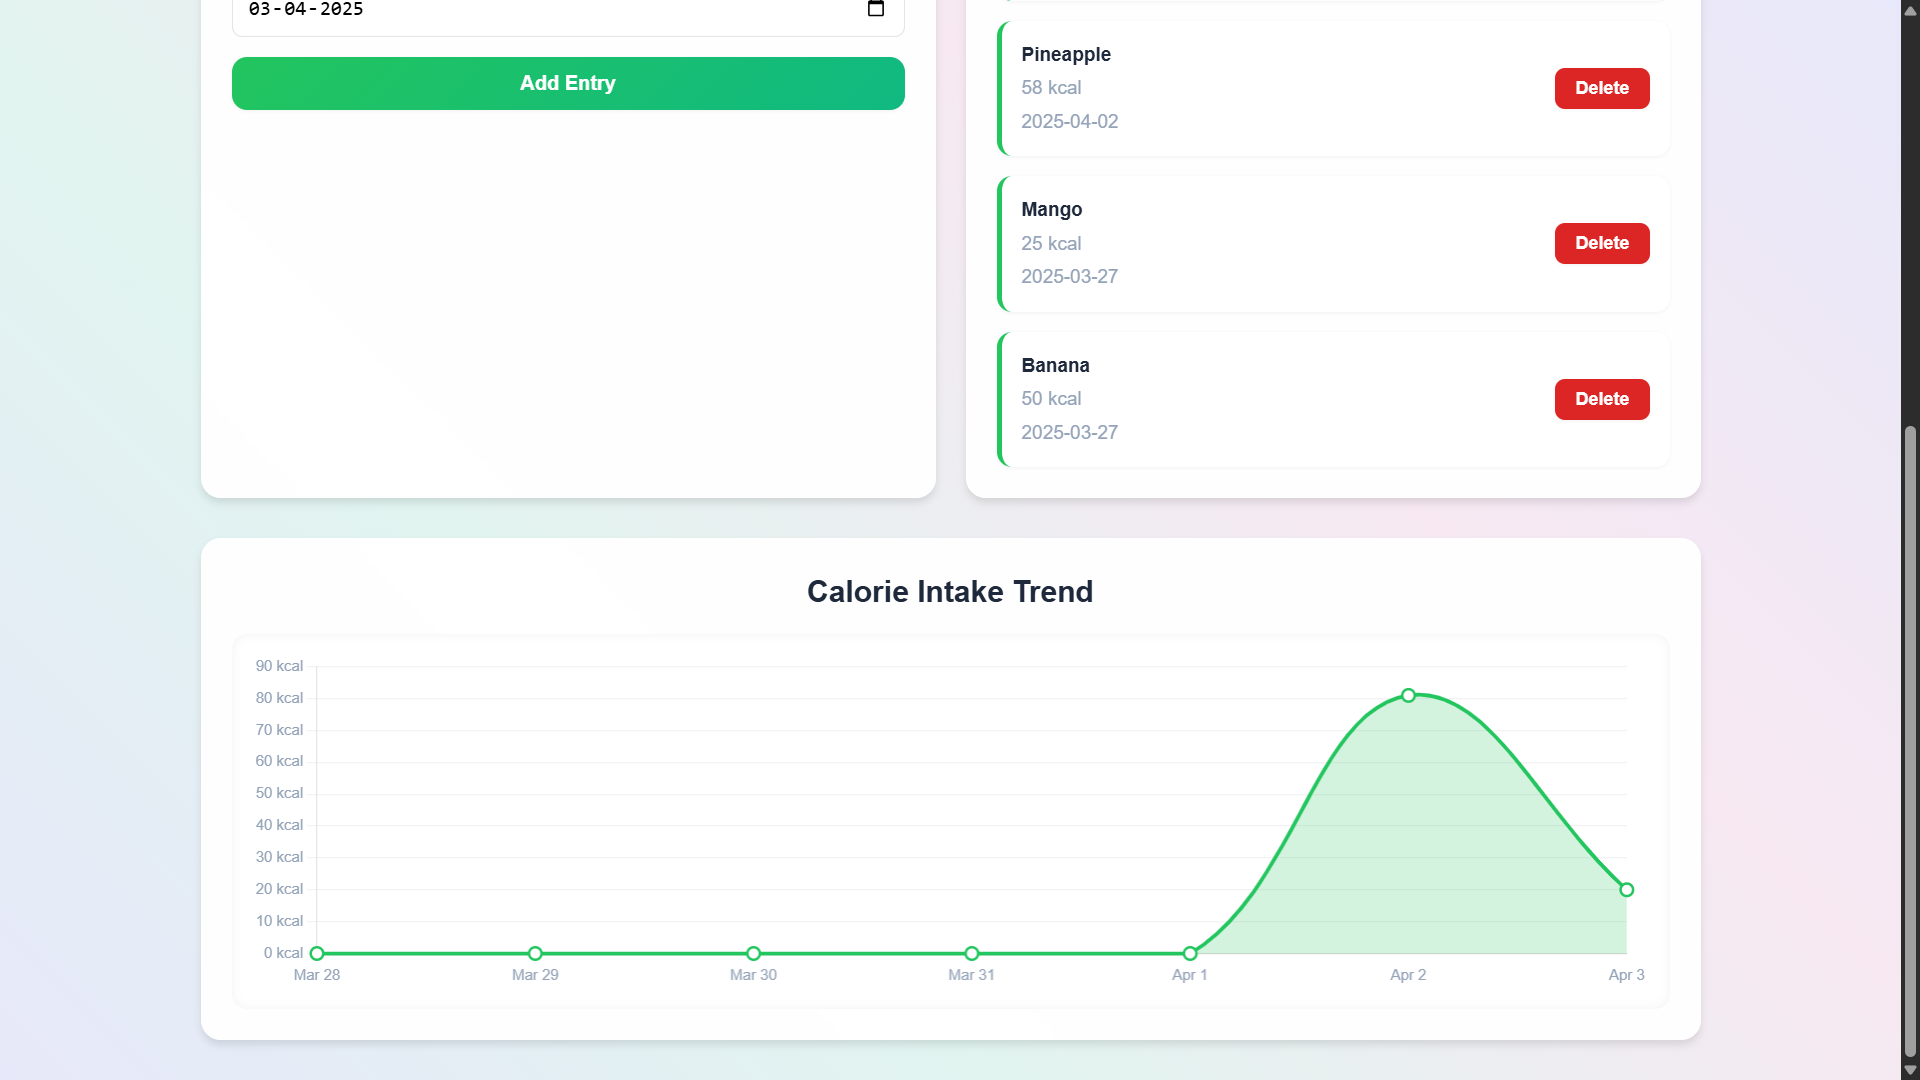 03-04-2025
Add Entry
Pineapple
58 kcal
2025-04-02
Delete
Mango
25 kcal
2025-03-27
Delete
Banana
50 kcal
2025-03-27
Delete
Calorie Intake Trend
90 kcal
80 kcal
70 kcal
60 kcal
50 kcal
40 kcal
30 kcal
20 kcal
10 kcal
0 kcal
Mar 28 Mar 29 Mar 30 Mar 31 Apr 1 Apr 2 Apr 3